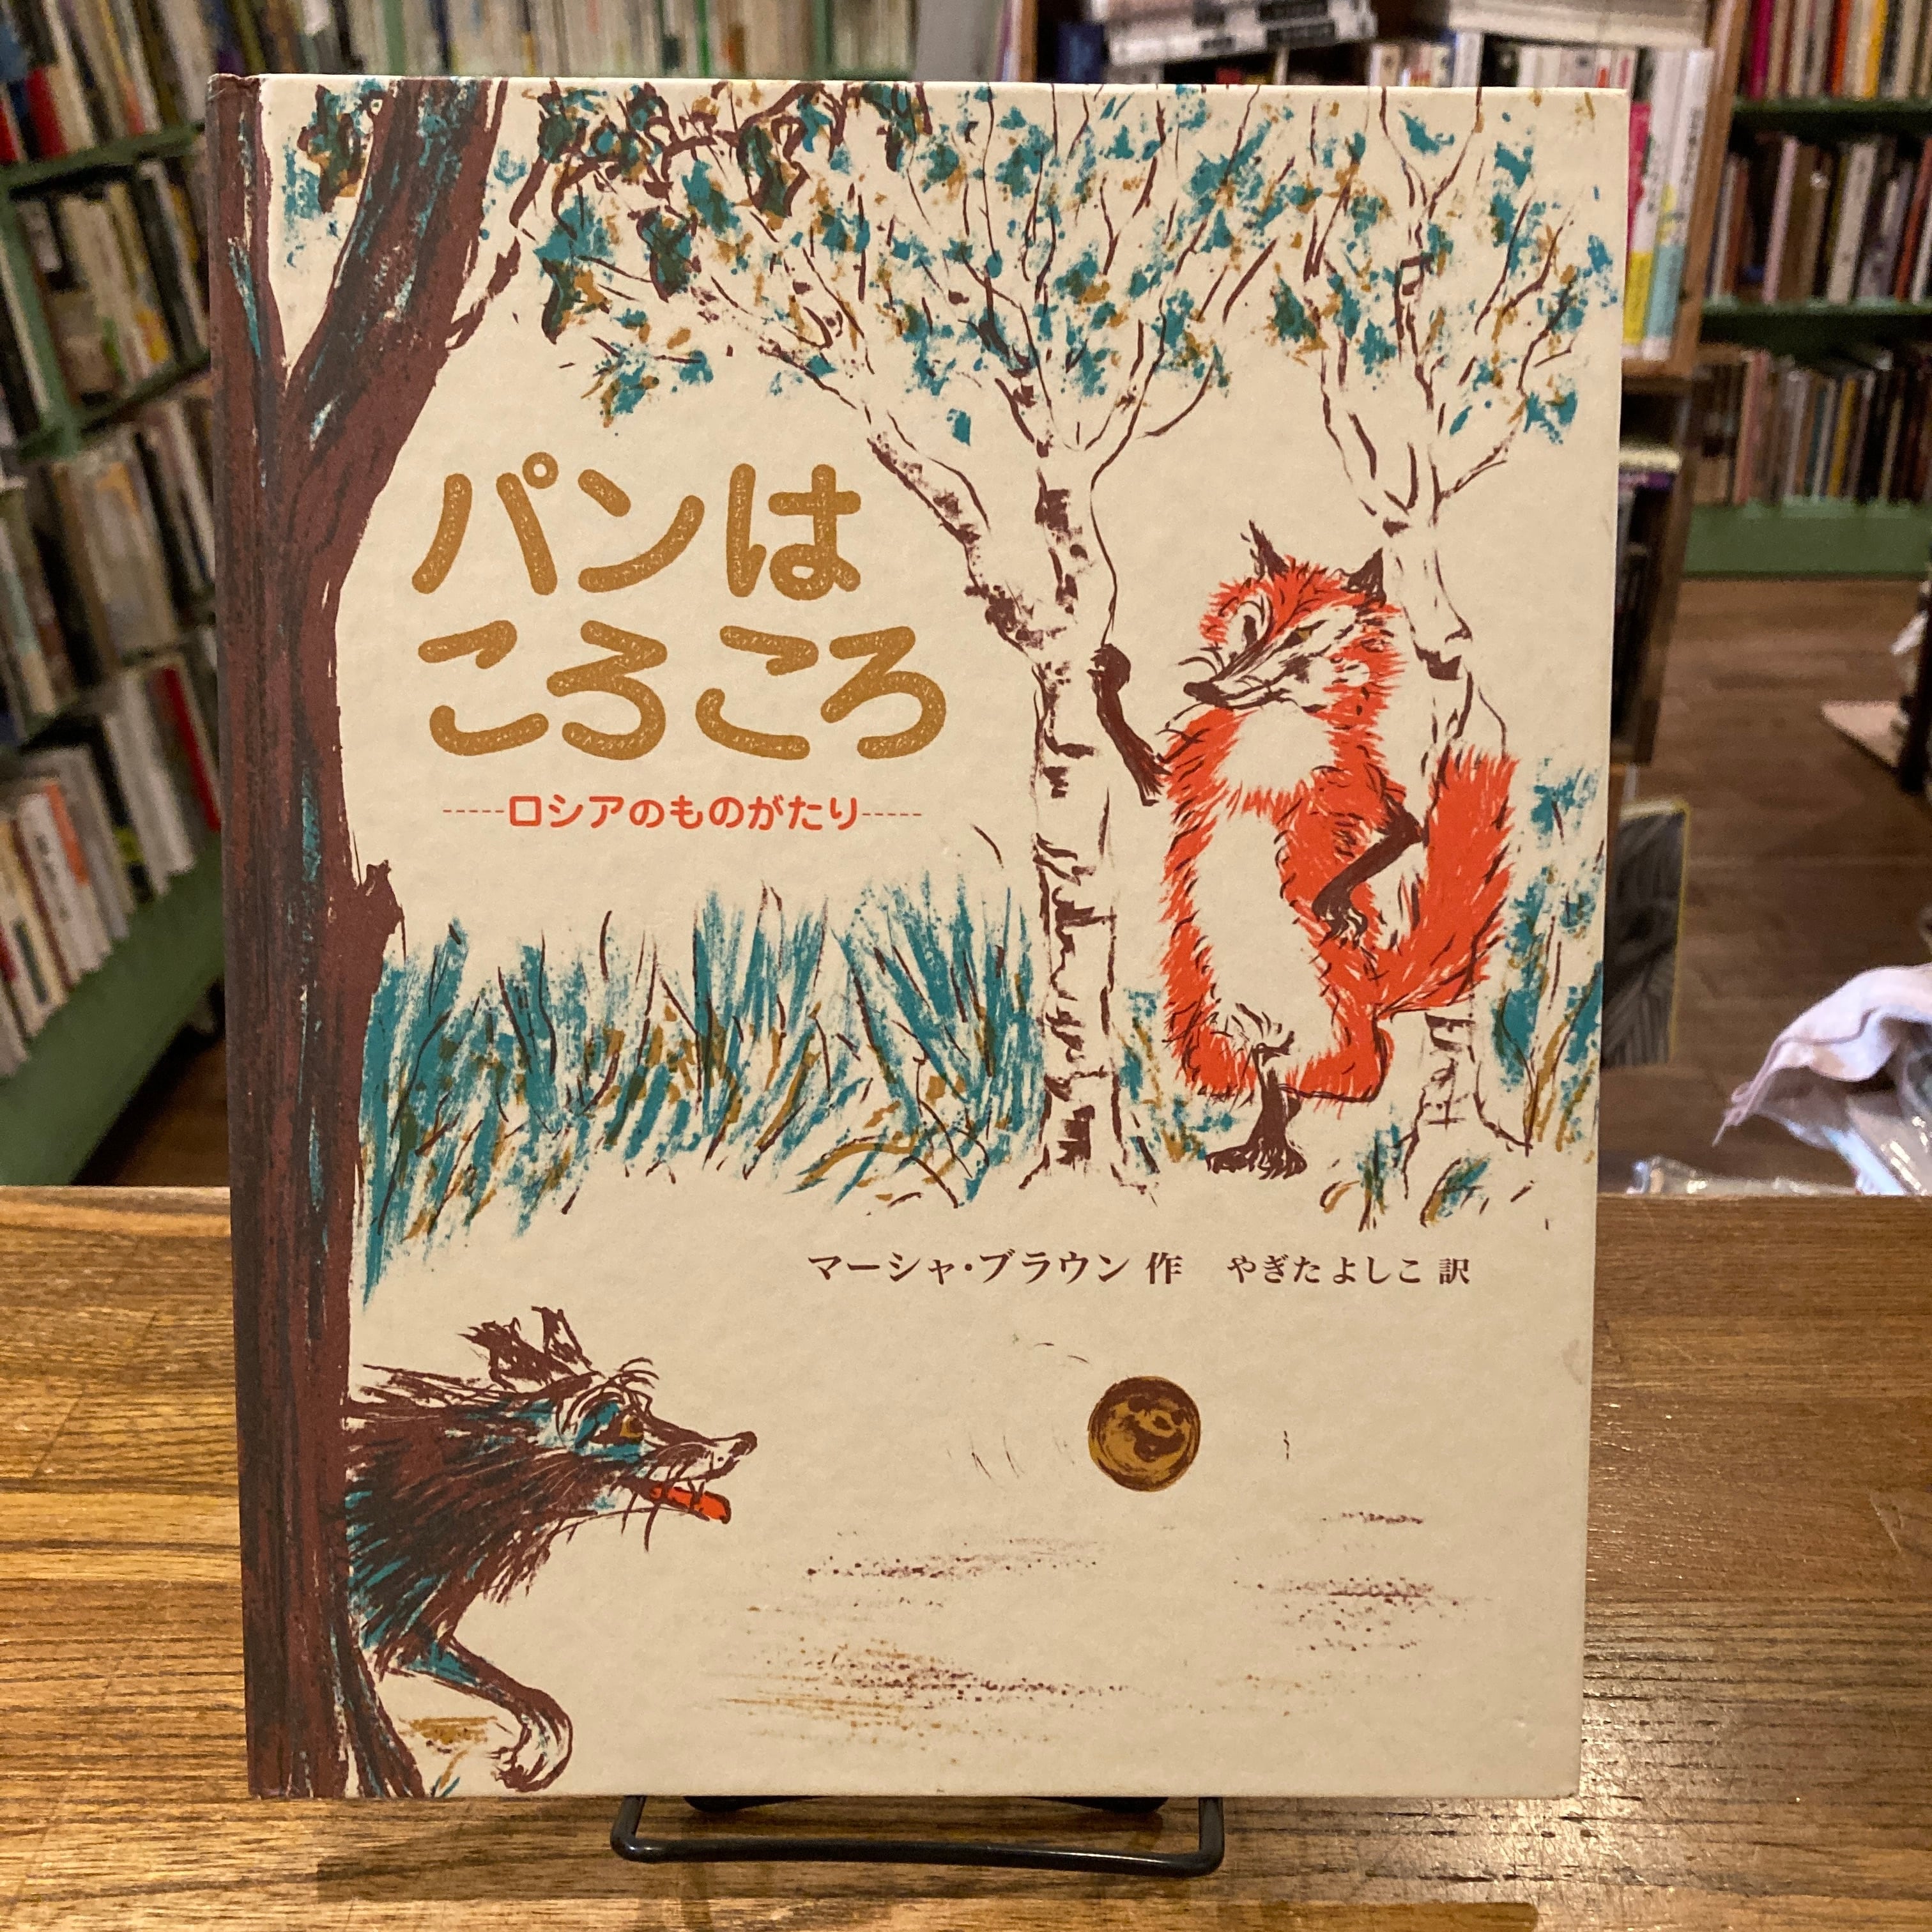 パンは
ころころ
-----ロシアのものがたり-----
マーシャ・ブラウン 作　やぎた よしこ 訳